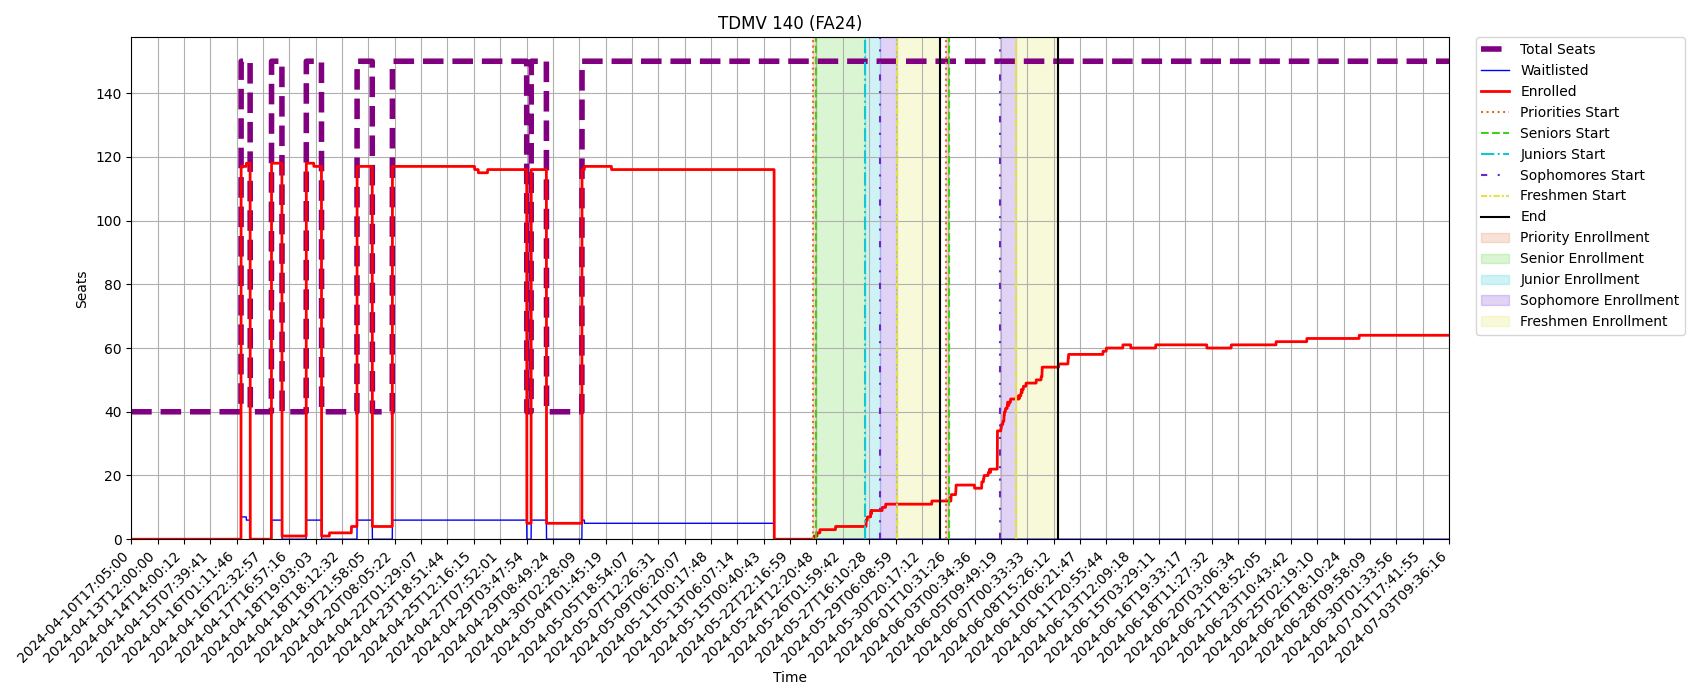 TDMV 140 (FA24)
Total Seats
Waitlisted
Enrolled
Priorities Start
Seniors Start
Juniors Start
Sophomores Start
Freshmen Start
End
Priority Enrollment
Senior Enrollment
Junior Enrollment
Sophomore Enrollment
Freshmen Enrollment
Seats
140
120
100
80
60
40
20
0
2024-04-10T17:05:00
2024-04-13T12:00:00
2024-04-14T14:00:12
2024-04-15T07:39:41
2024-04-16T01:11:46
2024-04-16T22:32:57
2024-04-17T16:57:16
2024-04-18T19:03:03
2024-04-18T18:12:32
2024-04-19T21:58:05
2024-04-20T08:05:22
2024-04-22T01:29:07
2024-04-23T18:51:44
2024-04-25T12:16:15
2024-04-27T07:52:01
2024-04-27T03:47:54
2024-04-29T08:49:24
2024-04-30T02:28:09
2024-05-04T01:45:19
2024-05-05T18:54:07
2024-05-07T12:26:31
2024-05-09T06:20:07
2024-05-11T00:17:48
2024-05-13T06:07:14
2024-05-15T00:40:43
2024-05-22T22:16:59
2024-05-24T12:20:48
2024-05-26T01:59:42
2024-05-27T16:10:28
2024-05-29T06:08:59
2024-05-30T20:17:12
2024-06-01T10:31:26
2024-06-03T00:34:36
2024-06-05T09:49:19
2024-06-07T00:33:33
2024-06-08T15:26:12
2024-06-10T06:21:47
2024-06-11T20:55:44
2024-06-13T12:09:18
2024-06-15T03:29:11
2024-06-16T19:33:17
2024-06-18T11:27:32
2024-06-20T03:06:34
2024-06-21T18:52:05
2024-06-23T10:43:42
2024-06-25T02:19:10
2024-06-26T18:10:24
2024-06-28T09:58:09
2024-06-30T01:33:56
2024-07-01T17:41:55
2024-07-03T09:36:16
Time